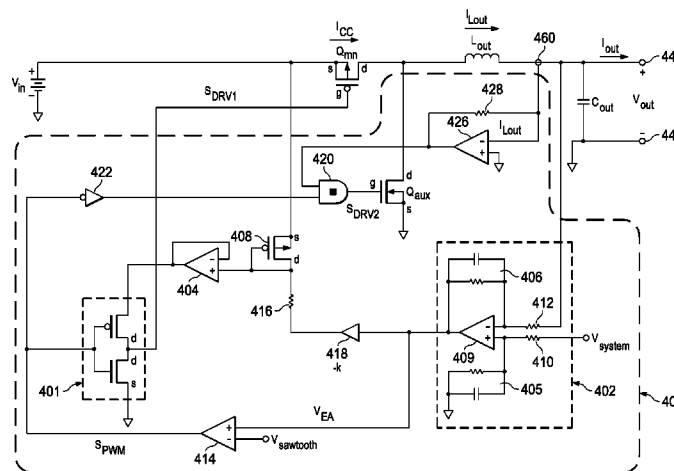 I_CC
Q_mn
s
d
g
I_Lout
L_out
460
I_out
44
+
V_in
+
−
S_DRV1
428
426
I_Lout
−
+
C_out
V_out
−
44
422
420
g
d
Q_aux
s
S_DRV2
408
s
d
404
−
+
416
418
-k
406
412
409
−
+
410
V_system
405
402
401
d
d
s
V_EA
S_PWM
414
+
−
V_sawtooth
40